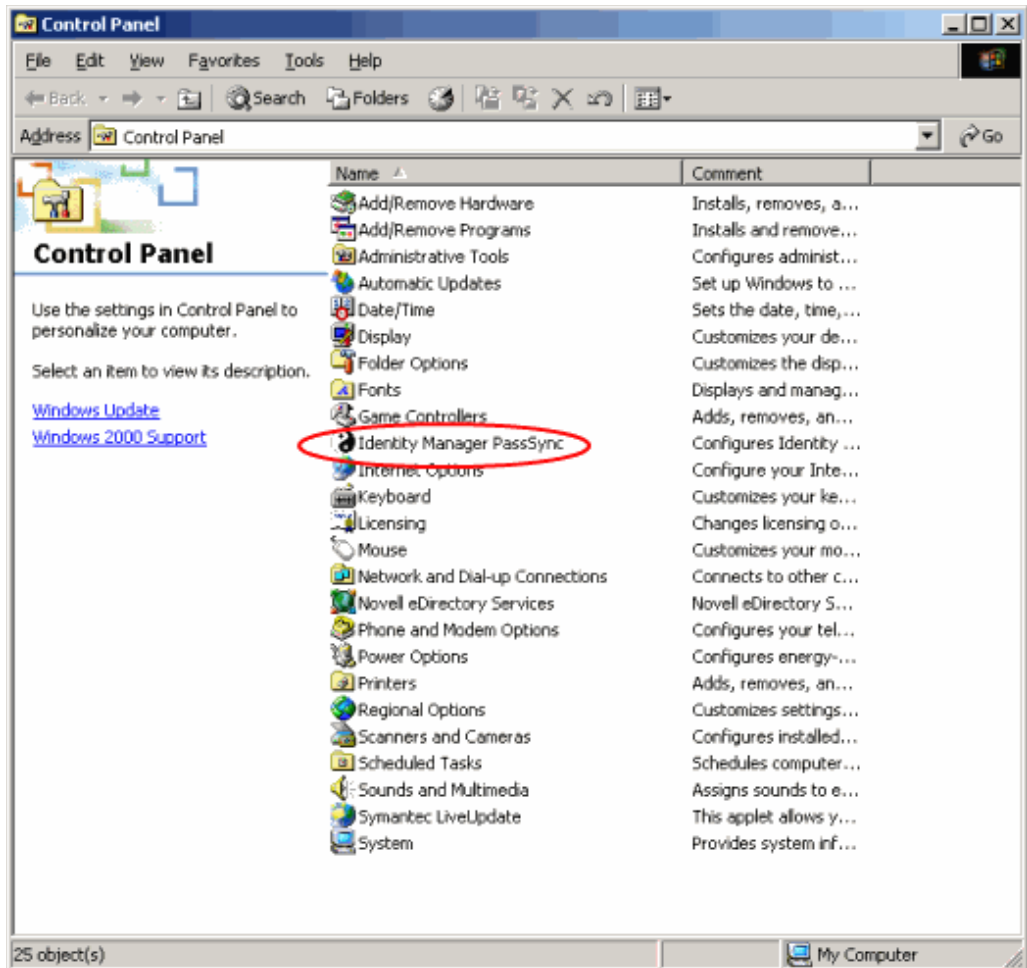 Control Panel
File Edit View Favorites Tools Help
Back Search Folders
Address Control Panel Go
Name Comment
Control Panel
Use the settings in Control Panel to
personalize your computer.
Select an item to view its description.
Windows Update
Windows 2000 Support
Add/Remove Hardware Installs, removes, a...
Add/Remove Programs Installs and remove...
Administrative Tools Configures administ...
Automatic Updates Set up Windows to ...
Date/Time Sets the date, time,...
Display Customizes your de...
Folder Options Customizes the disp...
Fonts Displays and manag...
Game Controllers Adds, removes, an...
Identity Manager PassSync Configures Identity ...
Internet Options Configure your Inte...
Keyboard Customizes your ke...
Licensing Changes licensing o...
Mouse Customizes your mo...
Network and Dial-up Connections Connects to other c...
Novell eDirectory Services Novell eDirectory S...
Phone and Modem Options Configures your tel...
Power Options Configures energy-...
Printers Adds, removes, an...
Regional Options Customizes settings...
Scanners and Cameras Configures installed...
Scheduled Tasks Schedules computer...
Sounds and Multimedia Assigns sounds to e...
Symantec LiveUpdate This applet allows y...
System Provides system inf...
25 object(s) My Computer